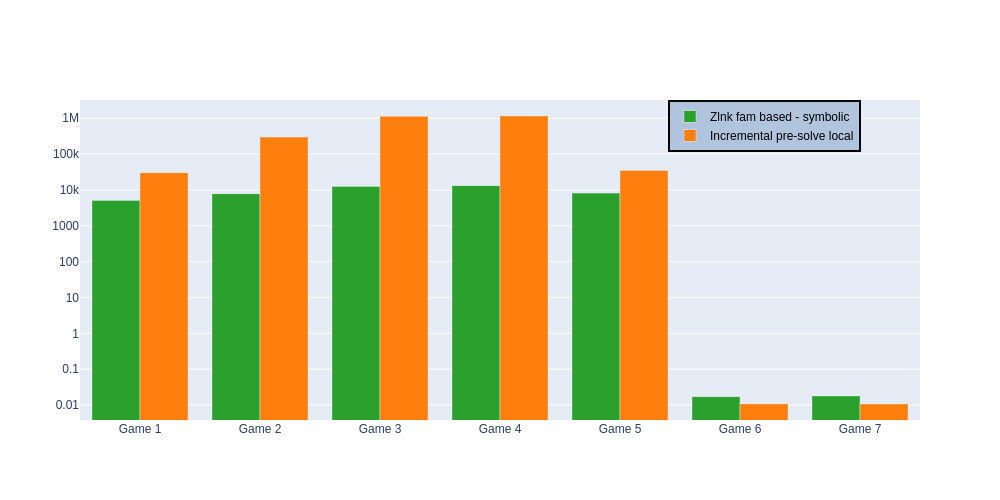 Zlnk fam based - symbolic
Incremental pre-solve local
1M
100k
10k
1000
100
10
1
0.1
0.01
Game 1 Game 2 Game 3 Game 4 Game 5 Game 6 Game 7